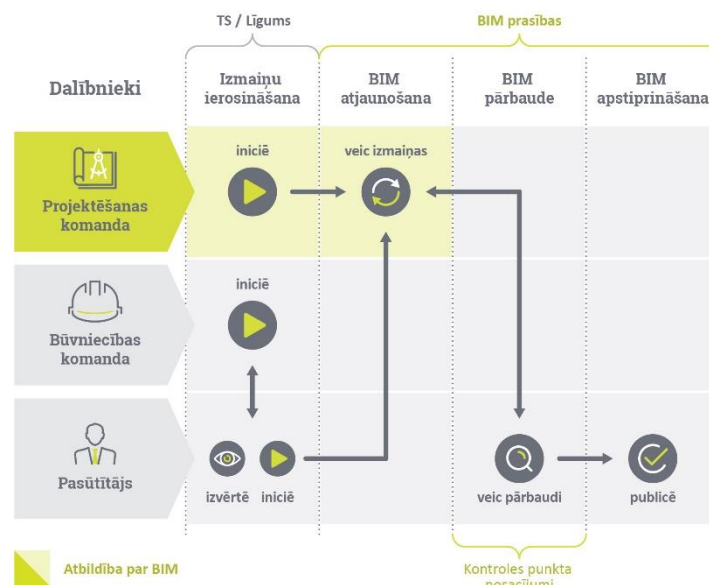 TS / Līgums
BIM prasības
Dalībnieki
Izmaiņu
ierosināšana
BIM
atjaunošana
BIM
pārbaude
BIM
apstiprināšana
Projektēšanas
komanda
iniciē
veic izmaiņas
Būvniecības
komanda
iniciē
Pasūtītājs
izvērtē
iniciē
veic pārbaudi
publicē
Atbildība par BIM
Kontroles punkta
nosacījumi